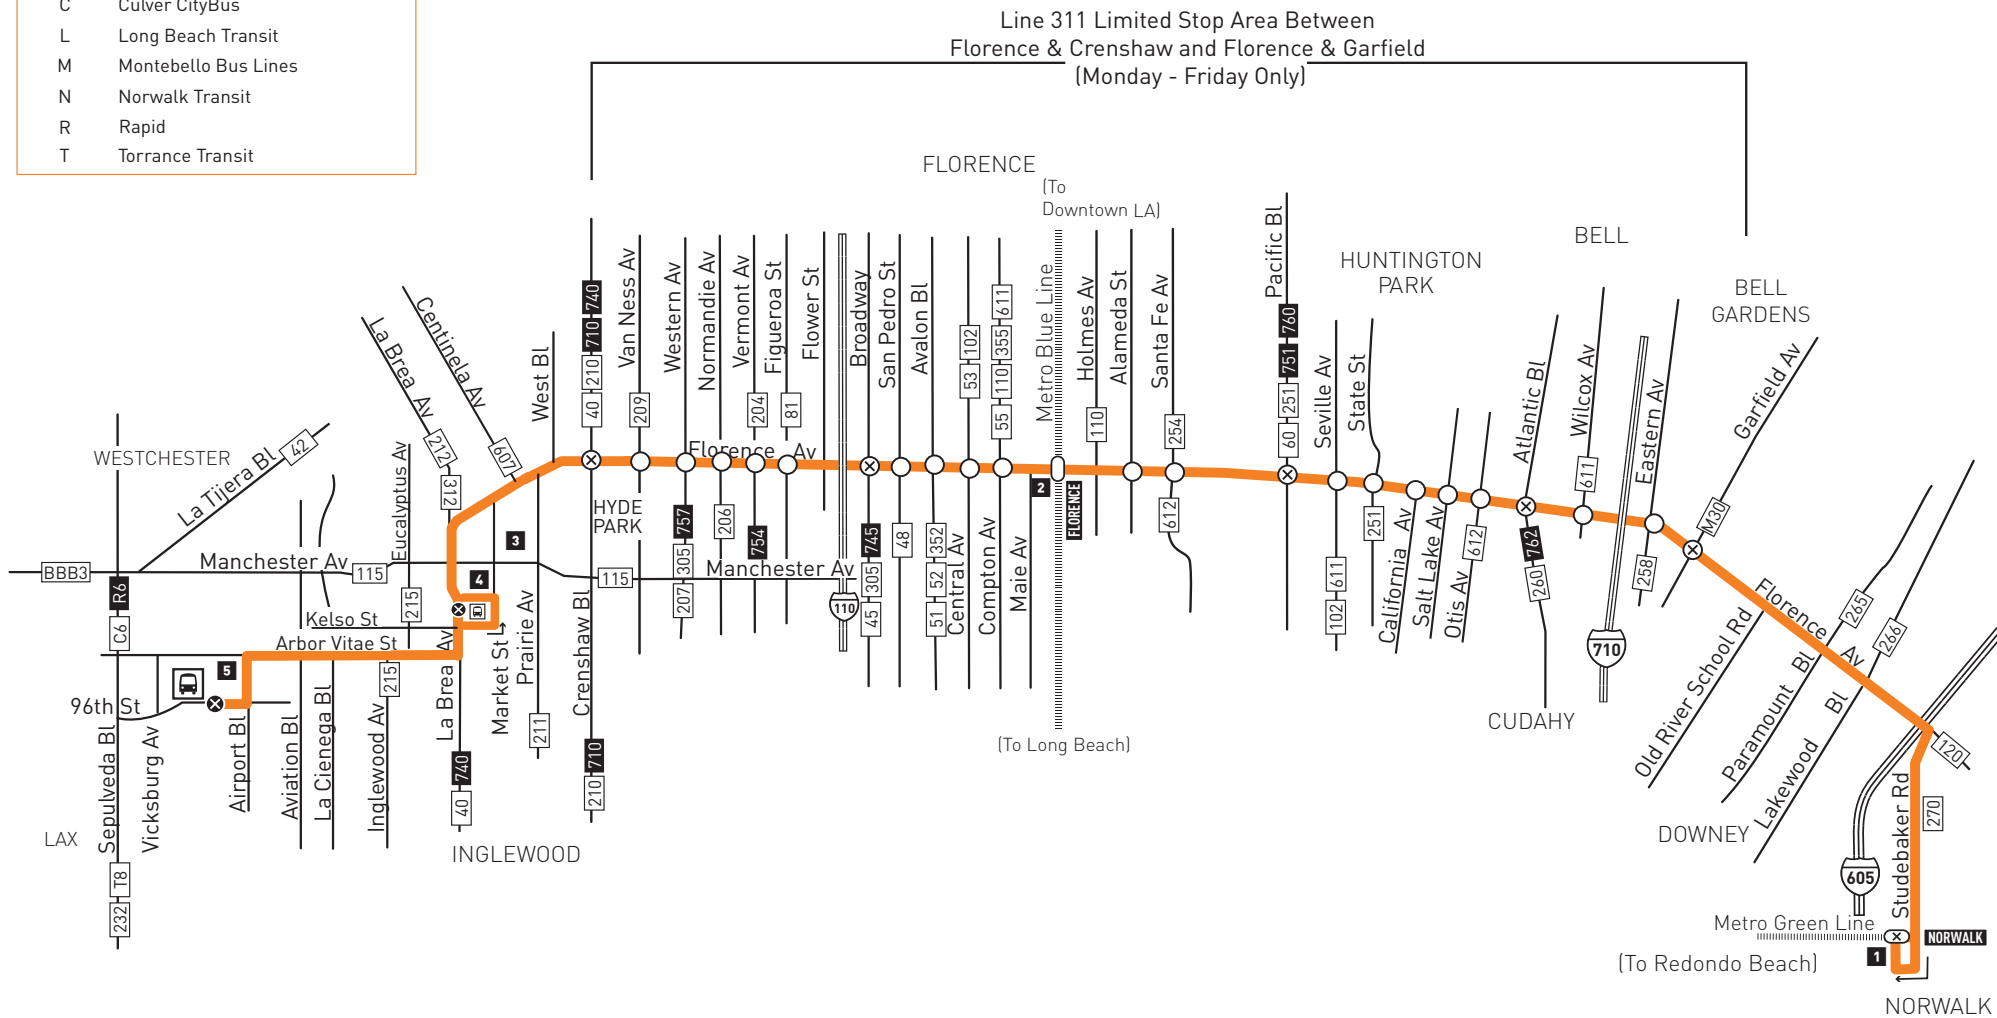 C Culver CityBus
L Long Beach Transit
M Montebello Bus Lines
N Norwalk Transit
R Rapid
T Torrance Transit
Line 311 Limited Stop Area Between
Florence & Crenshaw and Florence & Garfield
(Monday - Friday Only)
FLORENCE
(To
Downtown LA)
BELL
HUNTINGTON
PARK
BELL
GARDENS
WESTCHESTER
La Tijera Bl
42
La Brea Av
212
312
Centinela Av
607
West Bl
740
710
210
40
Van Ness Av
209
Western Av
Normandie Av
Vermont Av
204
Figueroa St
81
Flower St
Broadway
San Pedro St
Avalon Bl
102
53
611
355
110
55
Metro Blue Line
Holmes Av
110
Alameda St
Santa Fe Av
254
Pacific Bl
760
751
251
60
Seville Av
State St
Atlantic Bl
Wilcox Av
611
Eastern Av
Garfield Av
M30
Florence Av
HYDE
PARK
757
305
207
206
754
745
305
45
48
352
52
51
Central Av
Compton Av
Maie Av
2
FLORENCE
612
611
102
251
California Av
Salt Lake Av
Otis Av
612
762
260
258
710
Florence Av
Old River School Rd
Paramount Bl
265
Lakewood Bl
266
120
BBB3
Manchester Av
115
115
Manchester Av
110
Eucalyptus Av
215
3
4
Kelso St
Arbor Vitae St
5
96th St
R6
C6
Sepulveda Bl
T8
232
Vicksburg Av
Airport Bl
Aviation Bl
La Cienega Bl
Inglewood Av
215
La Brea Av
740
40
Market St
Prairie Av
211
Crenshaw Bl
710
210
(To Long Beach)
CUDAHY
LAX
INGLEWOOD
DOWNEY
605
Studebaker Rd
270
Metro Green Line
NORWALK
1
(To Redondo Beach)
NORWALK